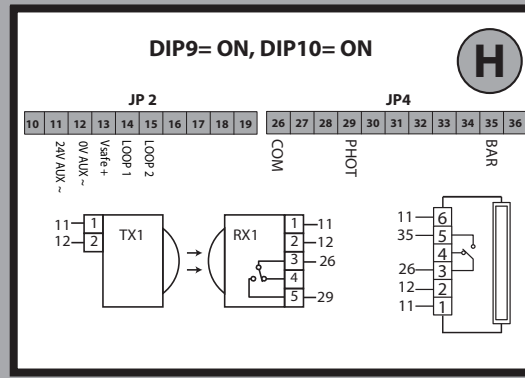 DIP9= ON, DIP10= ON
H
JP 2
JP4
10 11 12 13 14 15 16 17 18 19
26 27 28 29 30 31 32 33 34 35 36
24V AUX ~
0V AUX ~
Vsafe +
LOOP 1
LOOP 2
COM
PHOT
BAR
11 1
12 2
TX1
RX1
1 11
2 12
3 26
4
5 29
11 6
35 5
4
26 3
12 2
11 1